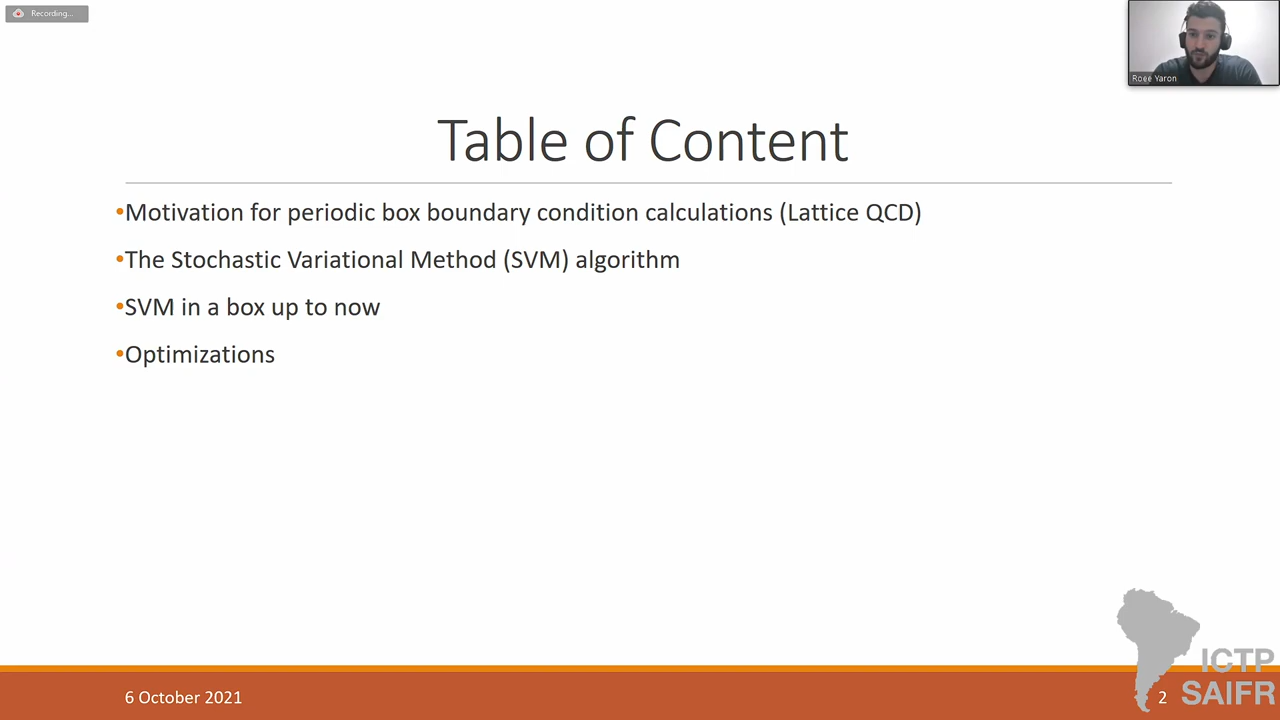 Recording...
Roee Yaron
Table of Content
•Motivation for periodic box boundary condition calculations (Lattice QCD)
•The Stochastic Variational Method (SVM) algorithm
•SVM in a box up to now
•Optimizations
6 October 2021
2
ICTP
SAIFR